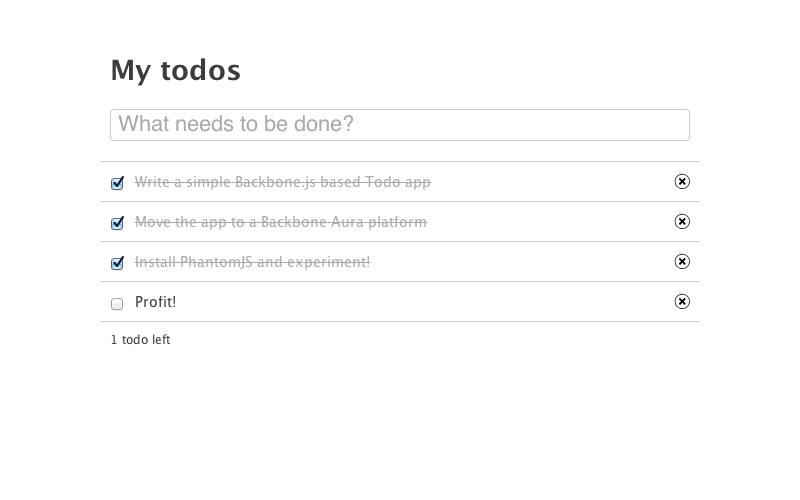 My todos
What needs to be done?
Write a simple Backbone.js based Todo app
Move the app to a Backbone Aura platform
Install PhantomJS and experiment!
Profit!
1 todo left